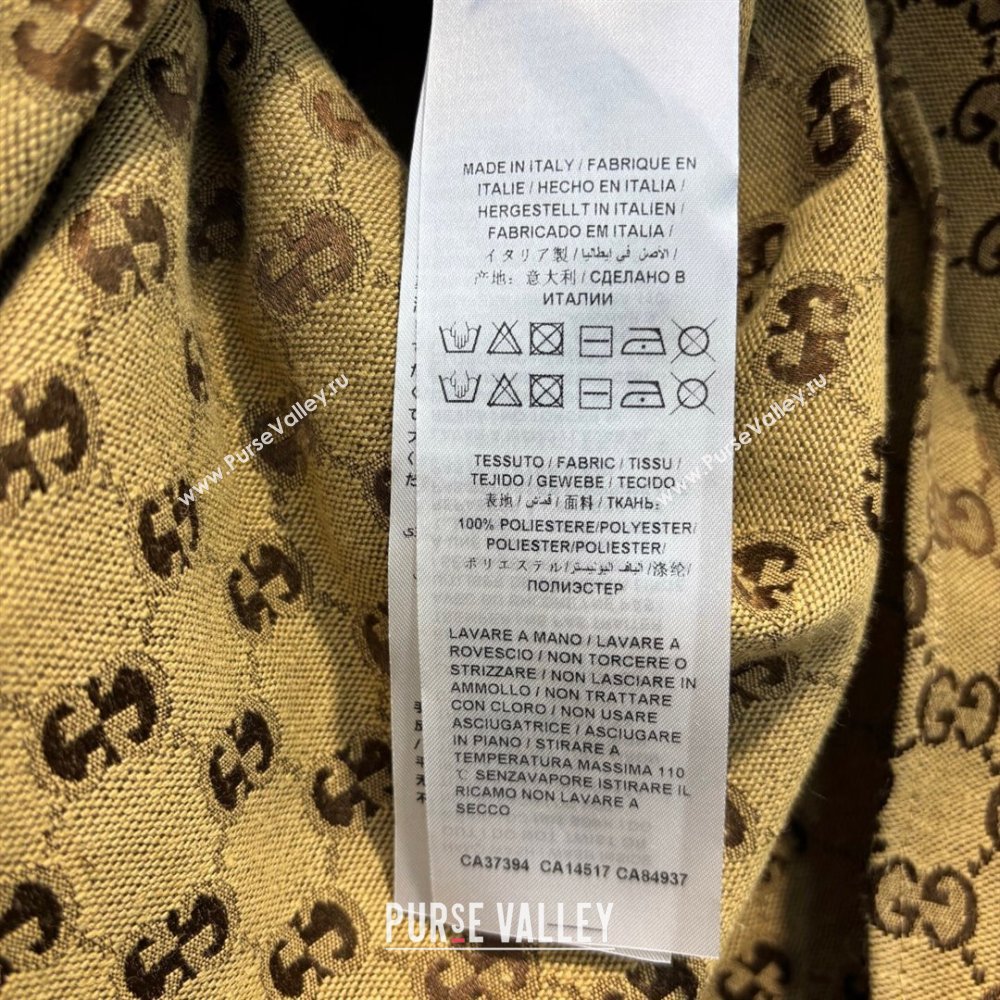 MADE IN ITALY / FABRIQUE EN
ITALIE / HECHO EN ITALIA /
HERGESTELLT IN ITALIEN /
FABRICADO EM ITALIA /
イタリア製 / الأصل في إيطاليا /
产地：意大利 / СДЕЛАНО В
ИТАЛИИ
TESSUTO / FABRIC / TISSU /
TEJIDO / GEWEBE / TECIDO /
表地 / قماش / 面料 / ТКАНЬ:
100% POLIESTERE/POLYESTER/
POLIESTER/POLIESTER/
ポリエステル / الياف البوليستر /涤纶/
ПОЛИЭСТЕР
LAVARE A MANO / LAVARE A
ROVESCIO / NON TORCERE O
STRIZZARE / NON LASCIARE IN
AMMOLLO / NON TRATTARE
CON CLORO / NON USARE
ASCIUGATRICE / ASCIUGARE
IN PIANO / STIRARE A
TEMPERATURA MASSIMA 110
℃ SENZAVAPORE ISTIRARE IL
RICAMO NON LAVARE A
SECCO
CA37394 CA14517 CA84937
PURSE VALLEY
www.PurseValley.ru
www.PurseValley.ru